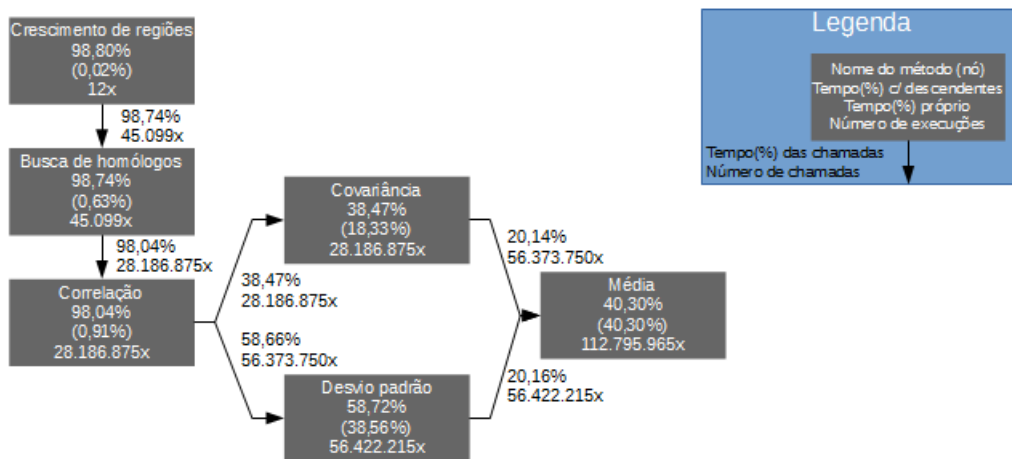 Crescimento de regiões
98,80%
(0,02%)
12x
98,74%
45.099x
Busca de homólogos
98,74%
(0,63%)
45.099x
98,04%
28.186.875x
Correlação
98,04%
(0,91%)
28.186.875x
38,47%
28.186.875x
58,66%
56.373.750x
Covariância
38,47%
(18,33%)
28.186.875x
Desvio padrão
58,72%
(38,56%)
56.422.215x
20,14%
56.373.750x
20,16%
56.422.215x
Média
40,30%
(40,30%)
112.795.965x
Legenda
Nome do método (nó)
Tempo(%) c/ descendentes
Tempo(%) próprio
Número de execuções
Tempo(%) das chamadas
Número de chamadas